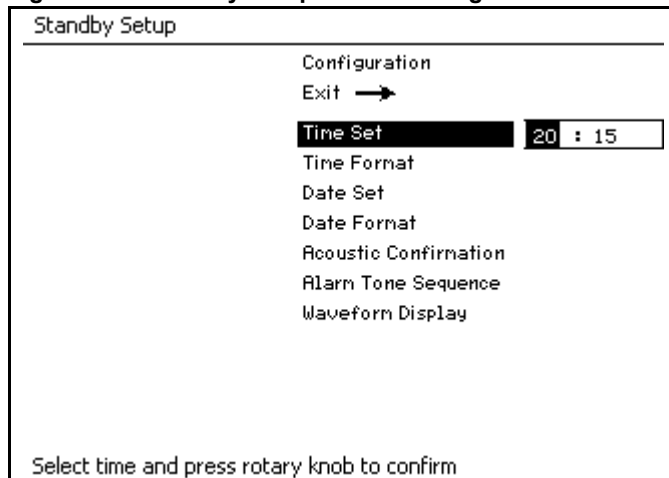 Standby Setup
Configuration
Exit →
Time Set 20 : 15
Time Format
Date Set
Date Format
Acoustic Confirmation
Alarm Tone Sequence
Waveform Display
Select time and press rotary knob to confirm